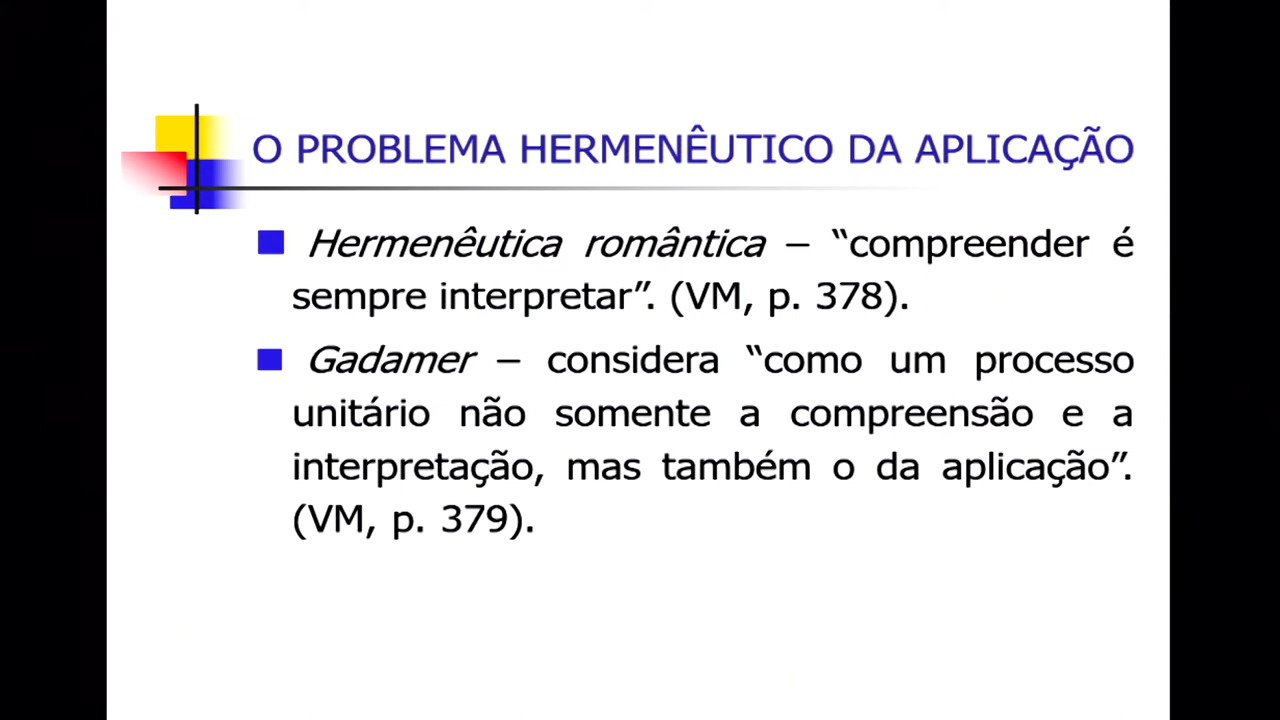 O PROBLEMA HERMENÊUTICO DA APLICAÇÃO
Hermenêutica romântica – “compreender é
sempre interpretar”. (VM, p. 378).
Gadamer – considera “como um processo
unitário não somente a compreensão e a
interpretação, mas também o da aplicação”.
(VM, p. 379).